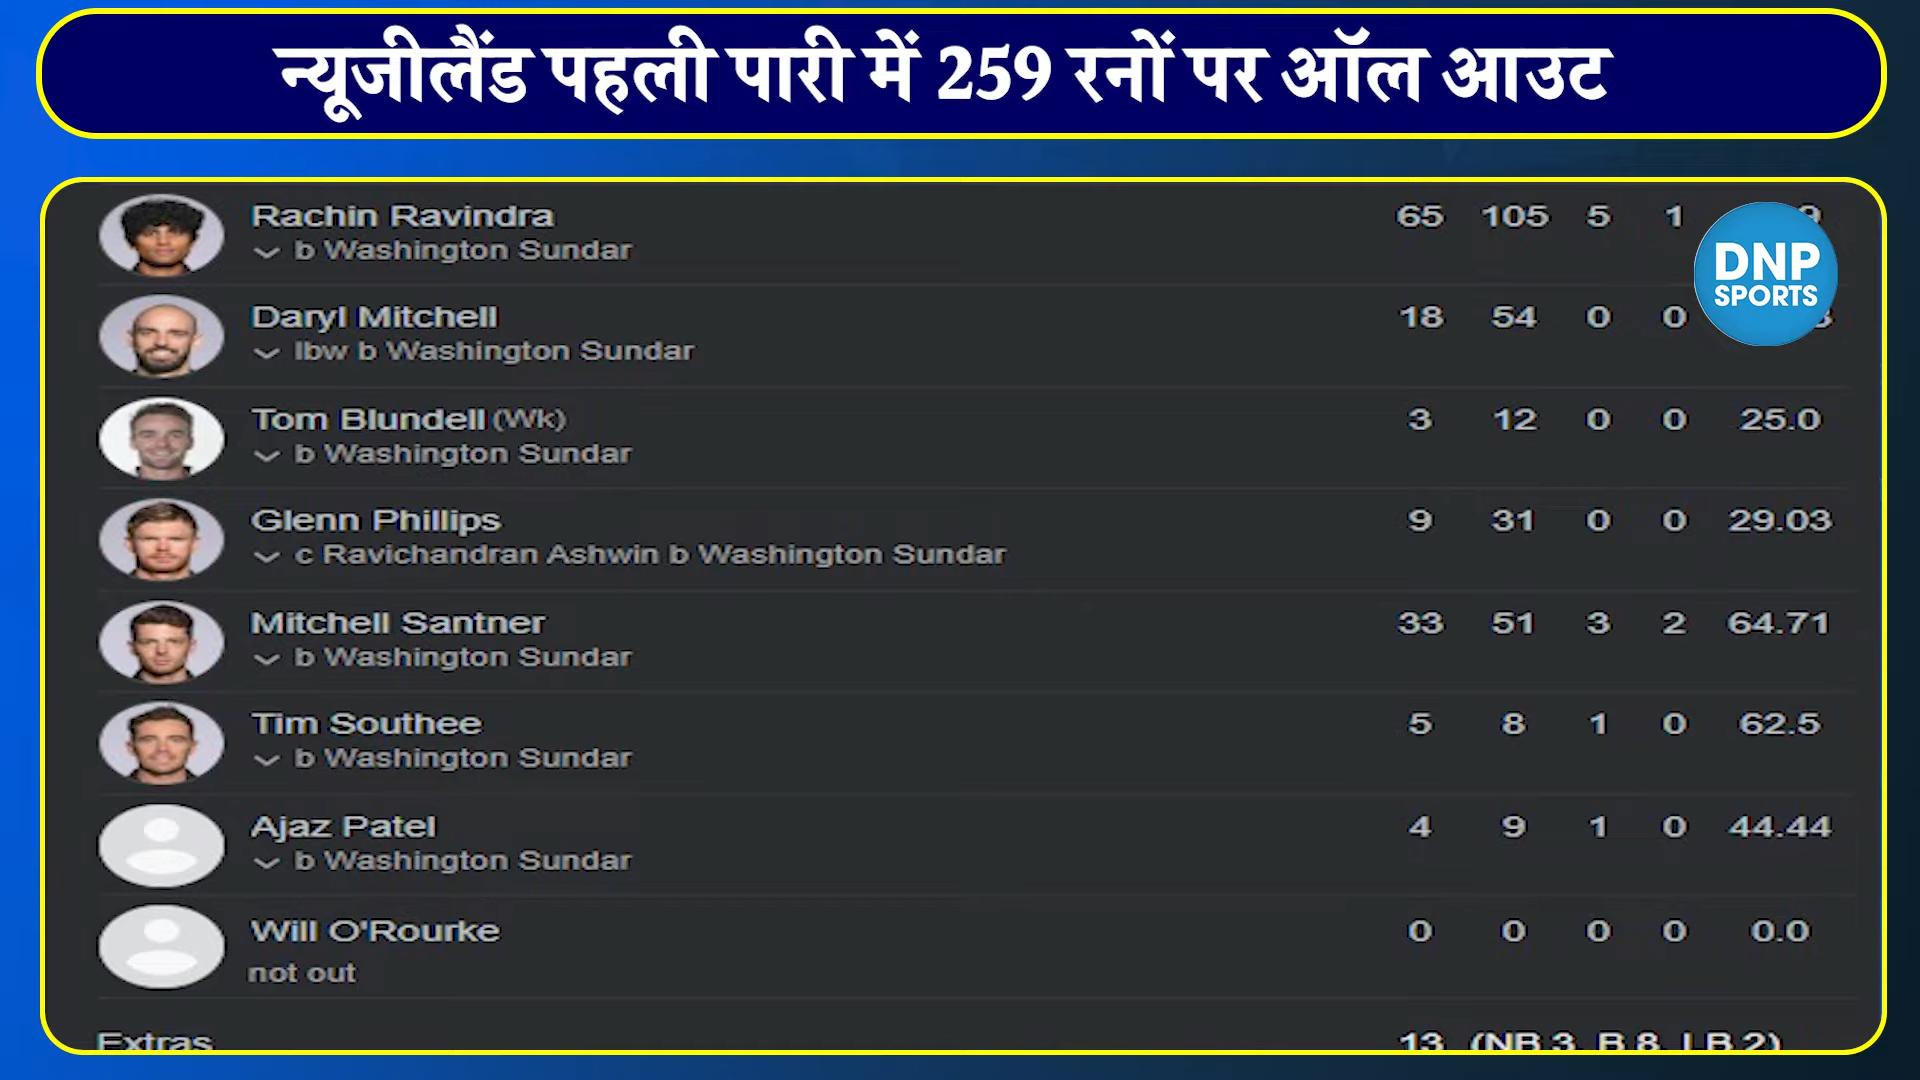 न्यूजीलैंड पहली पारी में 259 रनों पर ऑल आउट
Rachin Ravindra 65 105 5 1
b Washington Sundar
DNP
SPORTS
Daryl Mitchell 18 54 0 0
lbw b Washington Sundar
Tom Blundell (Wk) 3 12 0 0 25.0
b Washington Sundar
Glenn Phillips 9 31 0 0 29.03
c Ravichandran Ashwin b Washington Sundar
Mitchell Santner 33 51 3 2 64.71
b Washington Sundar
Tim Southee 5 8 1 0 62.5
b Washington Sundar
Ajaz Patel 4 9 1 0 44.44
b Washington Sundar
Will O'Rourke 0 0 0 0 0.0
not out
Extras 13 (NB 3, B 8, LB 2)